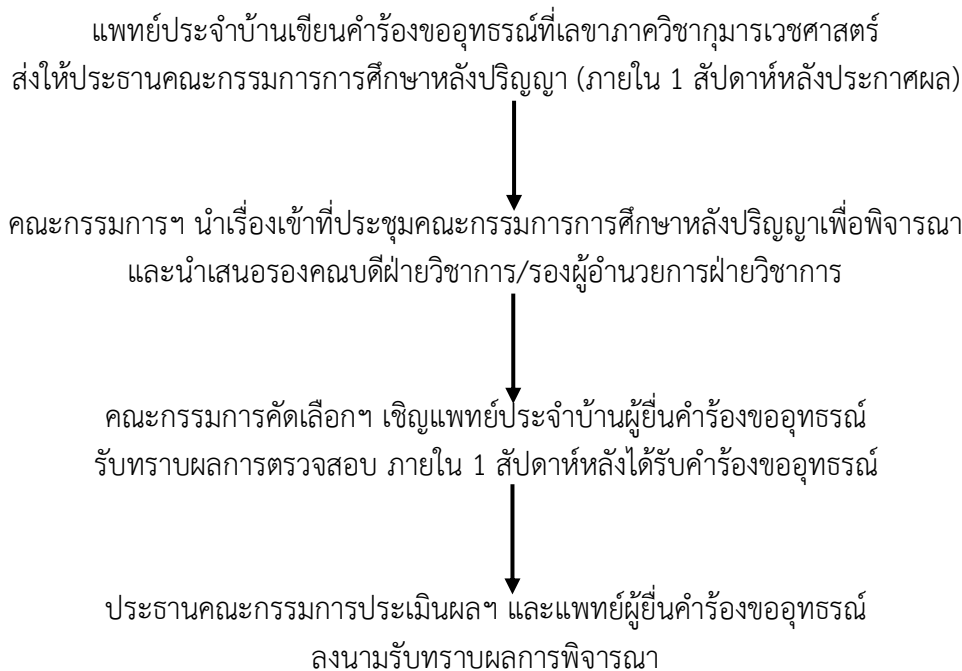 แพทย์ประจำบ้านเขียนคำร้องขออุทธรณ์ที่เลขาภาควิชากุมารเวชศาสตร์
ส่งให้ประธานคณะกรรมการการศึกษาหลังปริญญา (ภายใน 1 สัปดาห์หลังประกาศผล)
คณะกรรมการฯ นำเรื่องเข้าที่ประชุมคณะกรรมการการศึกษาหลังปริญญาเพื่อพิจารณา
และนำเสนอรองคณบดีฝ่ายวิชาการ/รองผู้อำนวยการฝ่ายวิชาการ
คณะกรรมการคัดเลือกฯ เชิญแพทย์ประจำบ้านผู้ยื่นคำร้องขออุทธรณ์
รับทราบผลการตรวจสอบ ภายใน 1 สัปดาห์หลังได้รับคำร้องขออุทธรณ์
ประธานคณะกรรมการประเมินผลฯ และแพทย์ผู้ยื่นคำร้องขออุทธรณ์
ลงนามรับทราบผลการพิจารณา